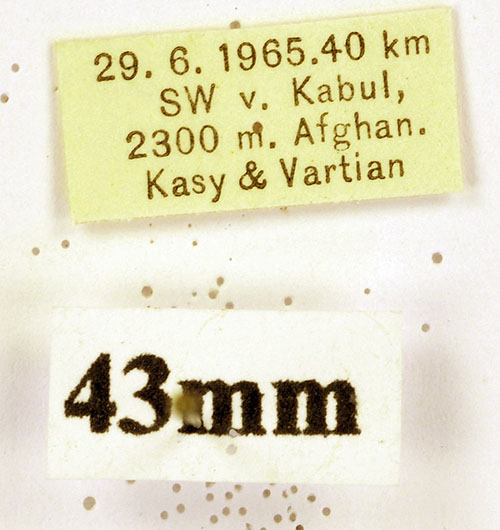 29. 6. 1965.40 km
SW v. Kabul,
2300 m. Afghan.
Kasy & Vartian
43mm